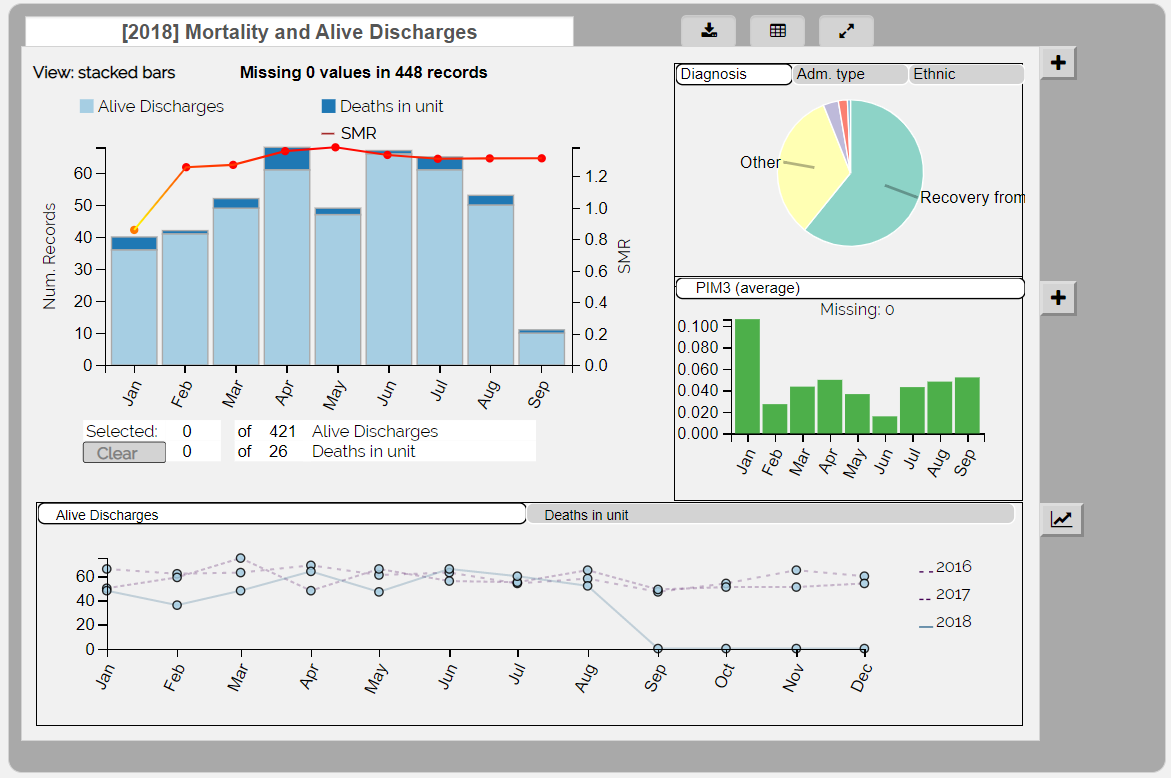 [2018] Mortality and Alive Discharges
View: stacked bars
Missing 0 values in 448 records
Alive Discharges
Deaths in unit
SMR
Num. Records
60
50
40
30
20
10
0
1.2
1.0
0.8
0.6
0.4
0.2
0.0
SMR
Jan Feb Mar Apr May Jun Jul Aug Sep
Selected: 0 of 421 Alive Discharges
Clear 0 of 26 Deaths in unit
Diagnosis Adm. type Ethnic
Other
Recovery from
PIM3 (average)
Missing: 0
0.100
0.080
0.060
0.040
0.020
0.000
Jan Feb Mar Apr May Jun Jul Aug Sep
Alive Discharges Deaths in unit
60
40
20
0
Jan Feb Mar Apr May Jun Jul Aug Sep Oct Nov Dec
2016
2017
2018